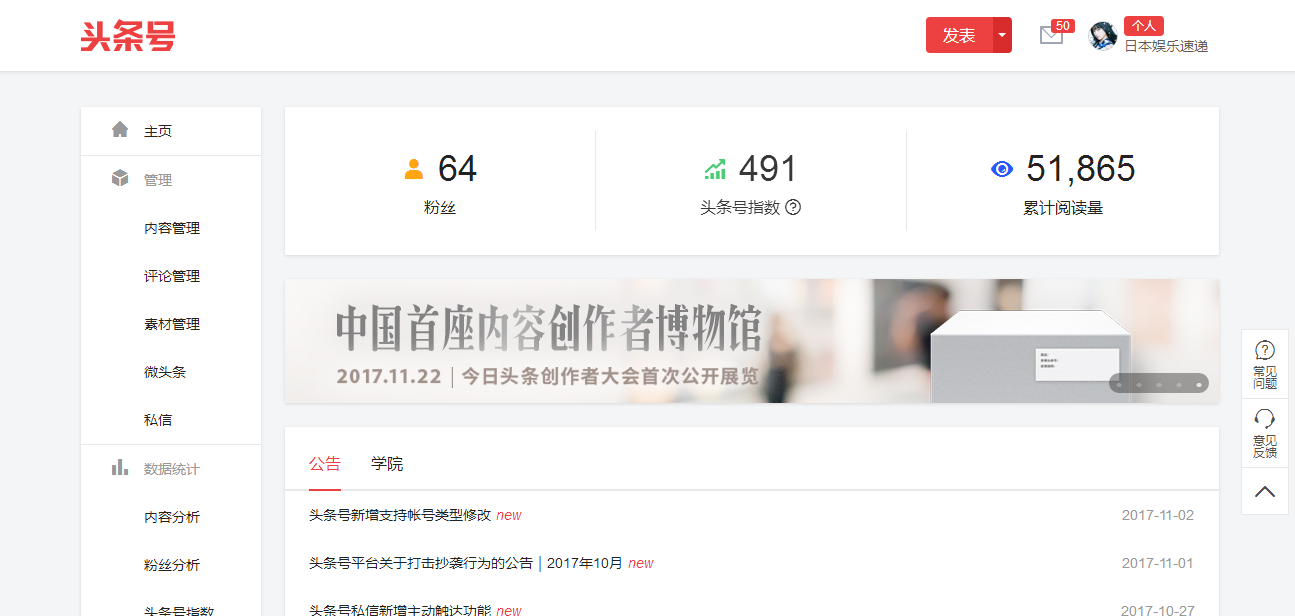 头条号
发表
50
个人
日本娱乐速递
主页
管理
内容管理
评论管理
素材管理
微头条
私信
数据统计
内容分析
粉丝分析
头条号指数
64
粉丝
491
头条号指数
51,865
累计阅读量
中国首座内容创作者博物馆
2017.11.22 | 今日头条创作者大会首次公开展览
公告
学院
头条号新增支持帐号类型修改 new
2017-11-02
头条号平台关于打击抄袭行为的公告 | 2017年10月 new
2017-11-01
头条号私信新增主动触达功能 new
2017-10-27
常见
问题
意见
反馈